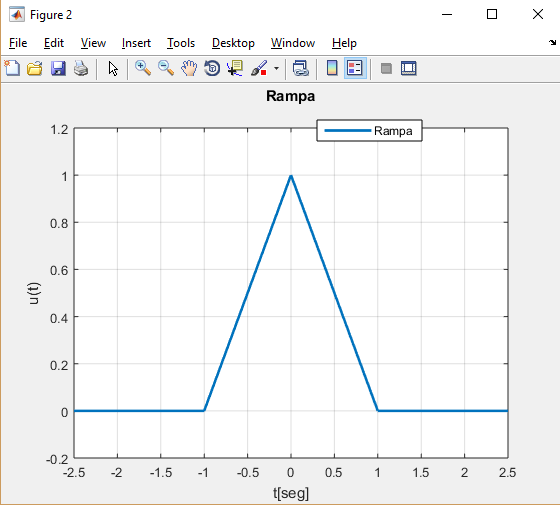 Figure 2
File Edit View Insert Tools Desktop Window Help
Rampa
Rampa
1.2
1
0.8
0.6
0.4
0.2
0
-0.2
u(t)
-2.5 -2 -1.5 -1 -0.5 0 0.5 1 1.5 2 2.5
t[seg]